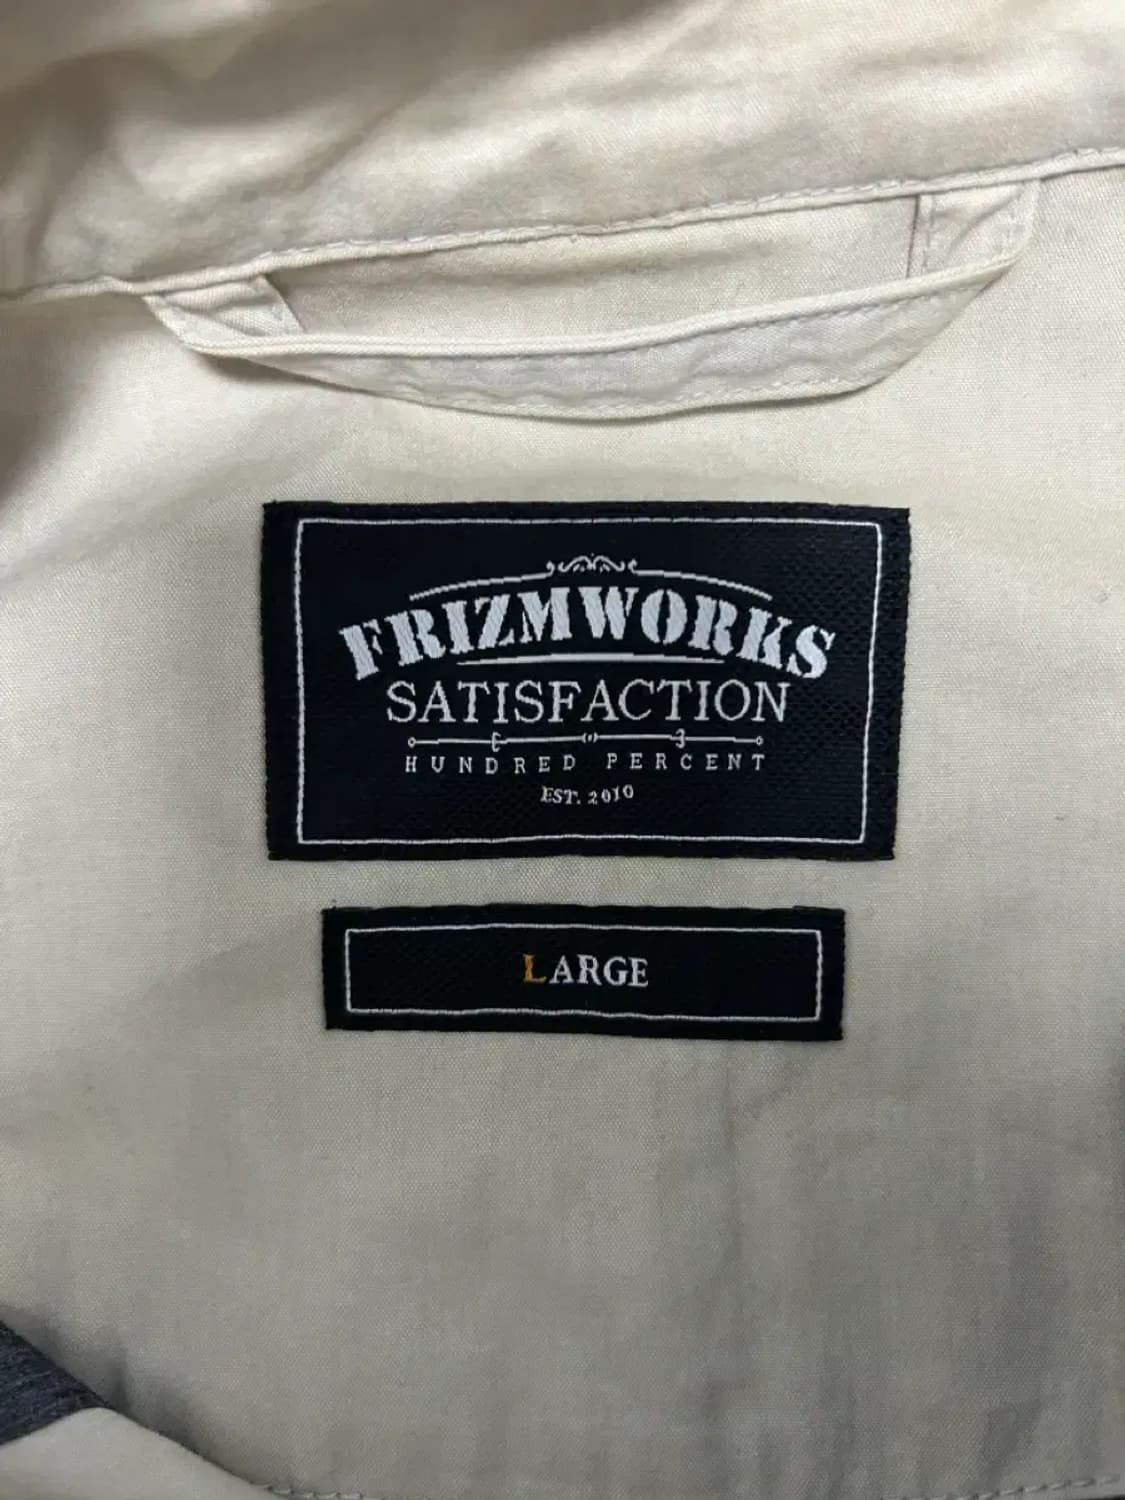 FRIZMWORKS
SATISFACTION
HUNDRED PERCENT
EST. 2010
LARGE